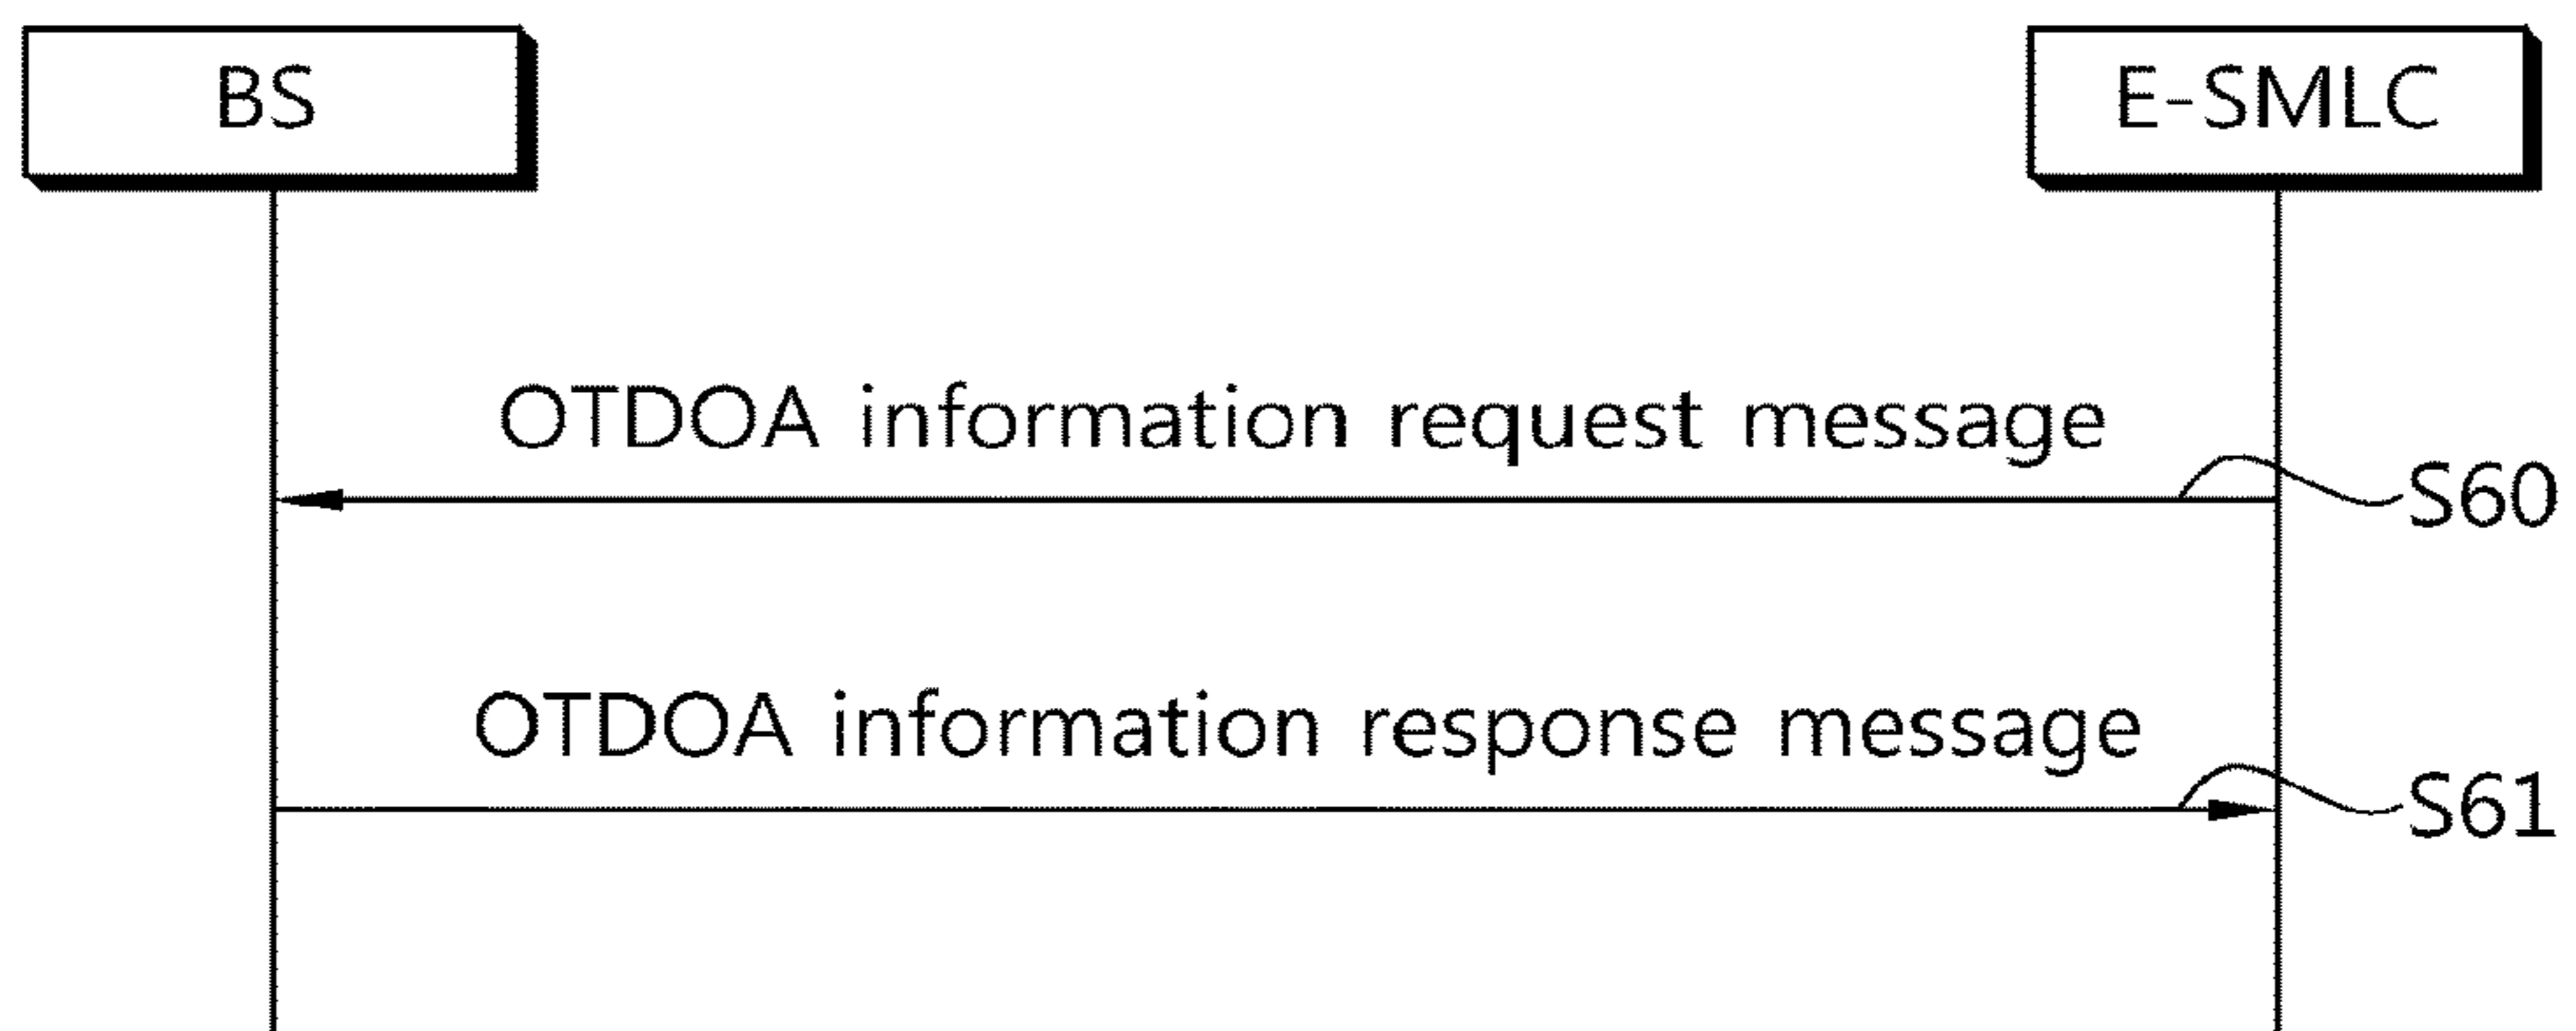 BS
E-SMLC
OTDOA information request message
S60
OTDOA information response message
S61